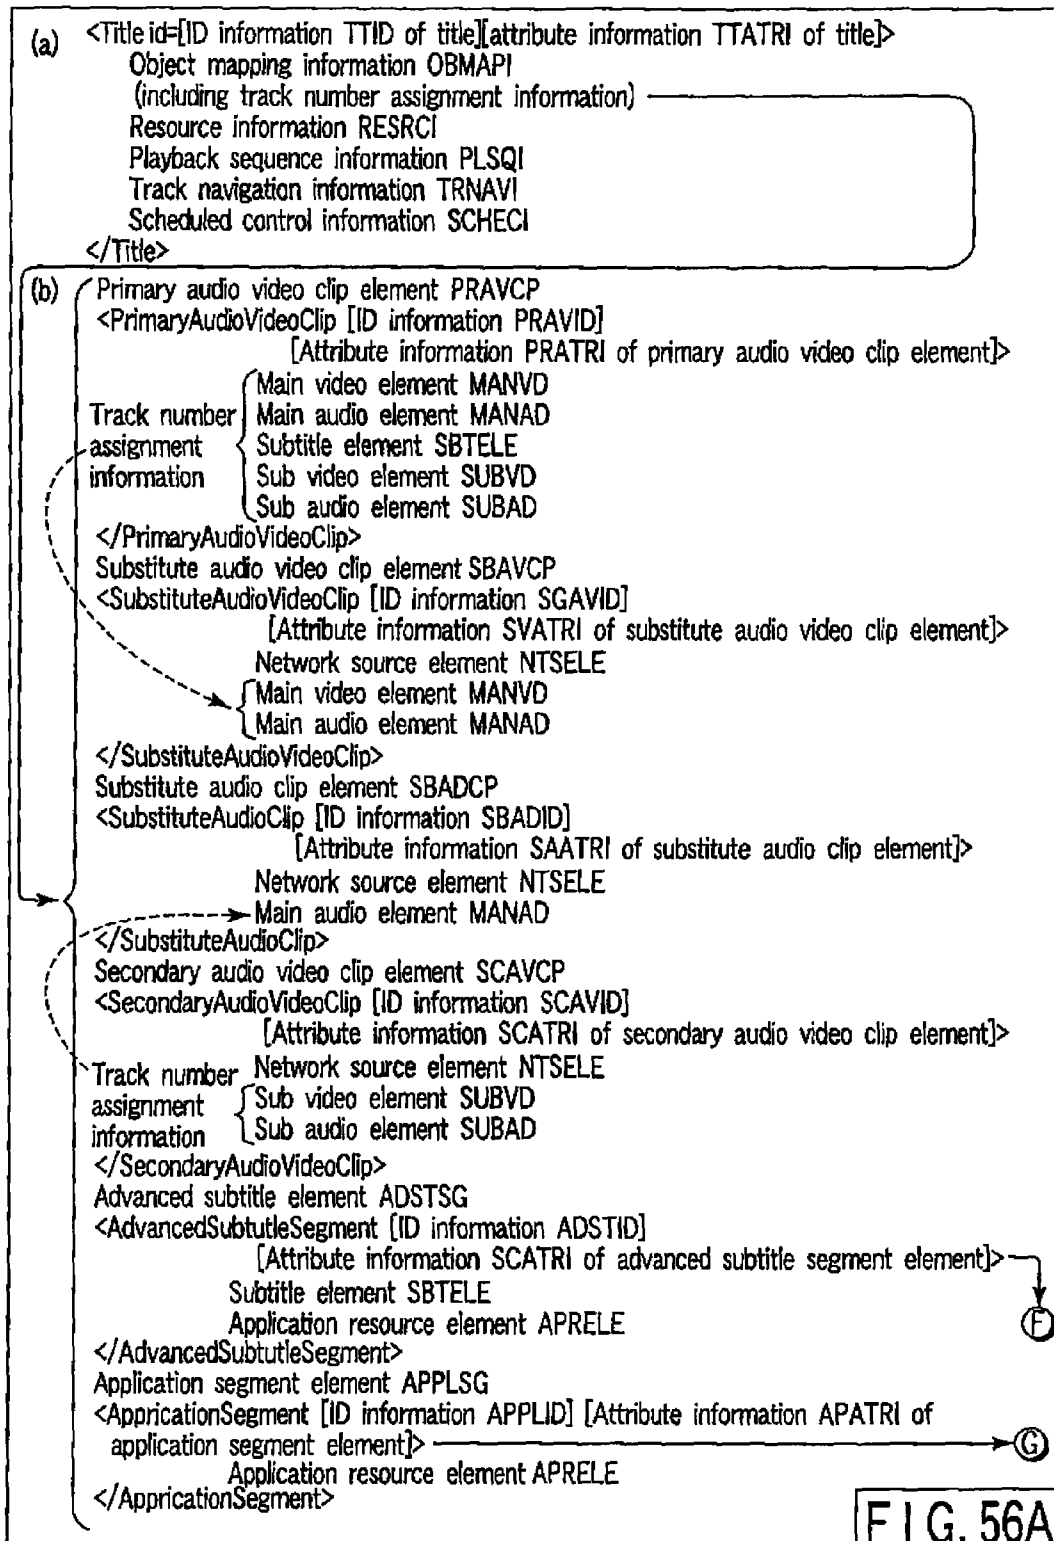 (a) <Title id=[ID information TTID of title][attribute information TTATRI of title]>
Object mapping information OBMAPI
(including track number assignment information)
Resource information RESRCI
Playback sequence information PLSQI
Track navigation information TRNAVI
Scheduled control information SCHECI
</Title>
(b) Primary audio video clip element PRAVCP
<PrimaryAudioVideoClip [ID information PRAVID]
[Attribute information PRATRI of primary audio video clip element]>
Main video element MANVD
Track number Main audio element MANAD
assignment Subtitle element SBTELE
information Sub video element SUBVD
Sub audio element SUBAD
</PrimaryAudioVideoClip>
Substitute audio video clip element SBAVCP
<SubstituteAudioVideoClip [ID information SGAVID]
[Attribute information SVATRI of substitute audio video clip element]>
Network source element NTSELE
Main video element MANVD
Main audio element MANAD
</SubstituteAudioVideoClip>
Substitute audio clip element SBADCP
<SubstituteAudioClip [ID information SBADID]
[Attribute information SAATRI of substitute audio clip element]>
Network source element NTSELE
Main audio element MANAD
</SubstituteAudioClip>
Secondary audio video clip element SCAVCP
<SecondaryAudioVideoClip [ID information SCAVID]
[Attribute information SCATRI of secondary audio video clip element]>
Track number Network source element NTSELE
assignment Sub video element SUBVD
information Sub audio element SUBAD
</SecondaryAudioVideoClip>
Advanced subtitle element ADSTSG
<AdvancedSubtutleSegment [ID information ADSTID]
[Attribute information SCATRI of advanced subtitle segment element]>
Subtitle element SBTELE
Application resource element APRELE F
</AdvancedSubtutleSegment>
Application segment element APPLSG
<AppricationSegment [ID information APPLID] [Attribute information APATRI of
application segment element]> G
Application resource element APRELE
</AppricationSegment>
FIG. 56A